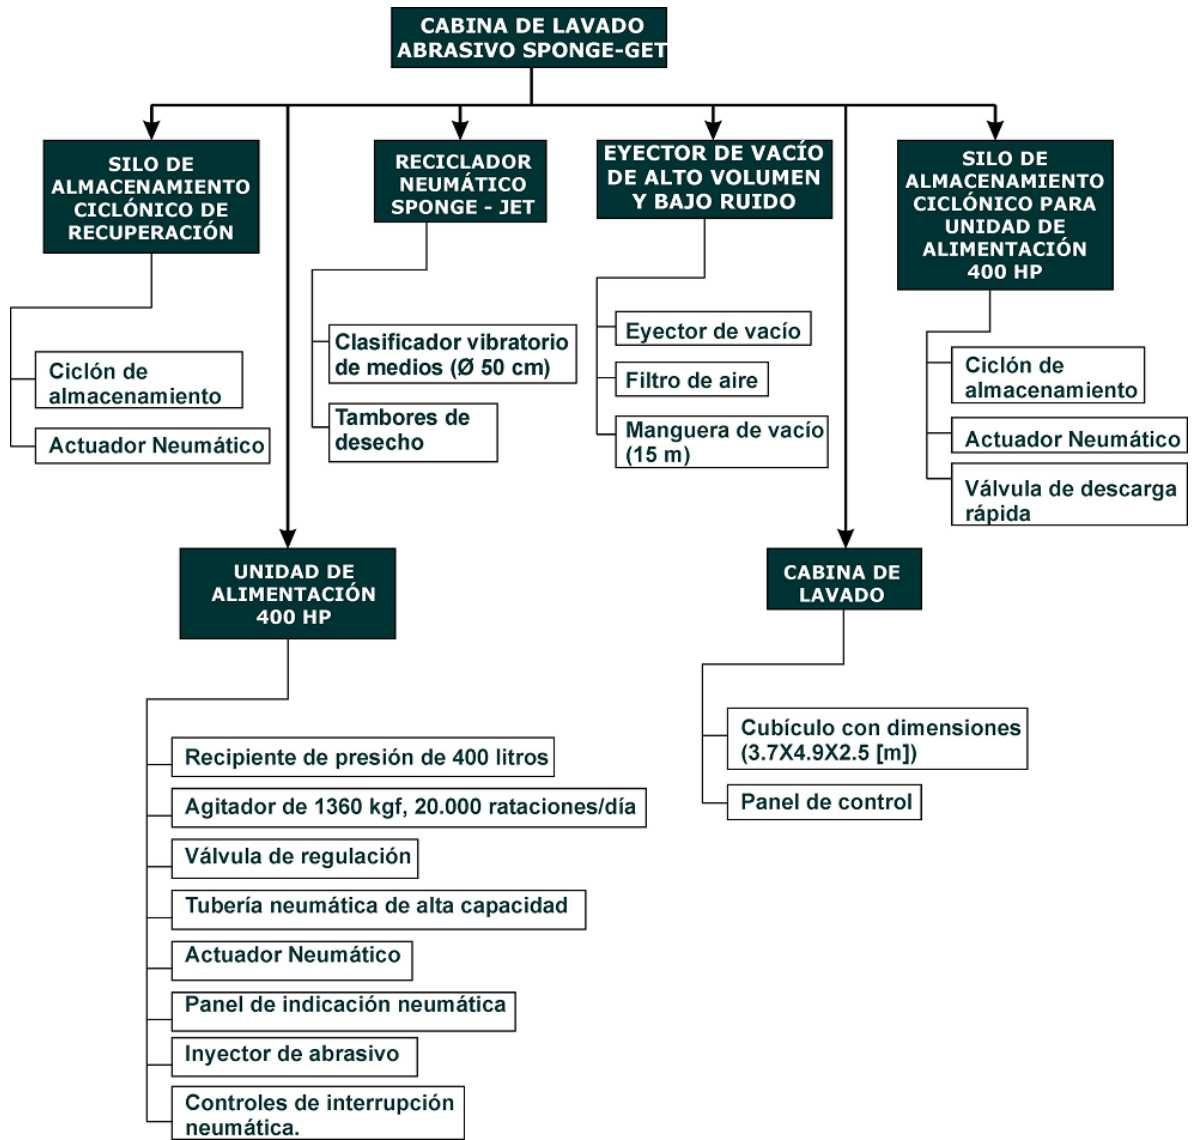 CABINA DE LAVADO
ABRASIVO SPONGE-GET
SILO DE
ALMACENAMIENTO
CICLÓNICO DE
RECUPERACIÓN
Ciclón de
almacenamiento
Actuador Neumático
RECICLADOR
NEUMÁTICO
SPONGE - JET
Clasificador vibratorio
de medios (Ø 50 cm)
Tambores de
desecho
EYECTOR DE VACÍO
DE ALTO VOLUMEN
Y BAJO RUIDO
Eyector de vacío
Filtro de aire
Manguera de vacío
(15 m)
SILO DE
ALMACENAMIENTO
CICLÓNICO PARA
UNIDAD DE
ALIMENTACIÓN
400 HP
Ciclón de
almacenamiento
Actuador Neumático
Válvula de descarga
rápida
UNIDAD DE
ALIMENTACIÓN
400 HP
Recipiente de presión de 400 litros
Agitador de 1360 kgf, 20.000 rataciones/día
Válvula de regulación
Tubería neumática de alta capacidad
Actuador Neumático
Panel de indicación neumática
Inyector de abrasivo
Controles de interrupción
neumática.
CABINA DE
LAVADO
Cubículo con dimensiones
(3.7X4.9X2.5 [m])
Panel de control